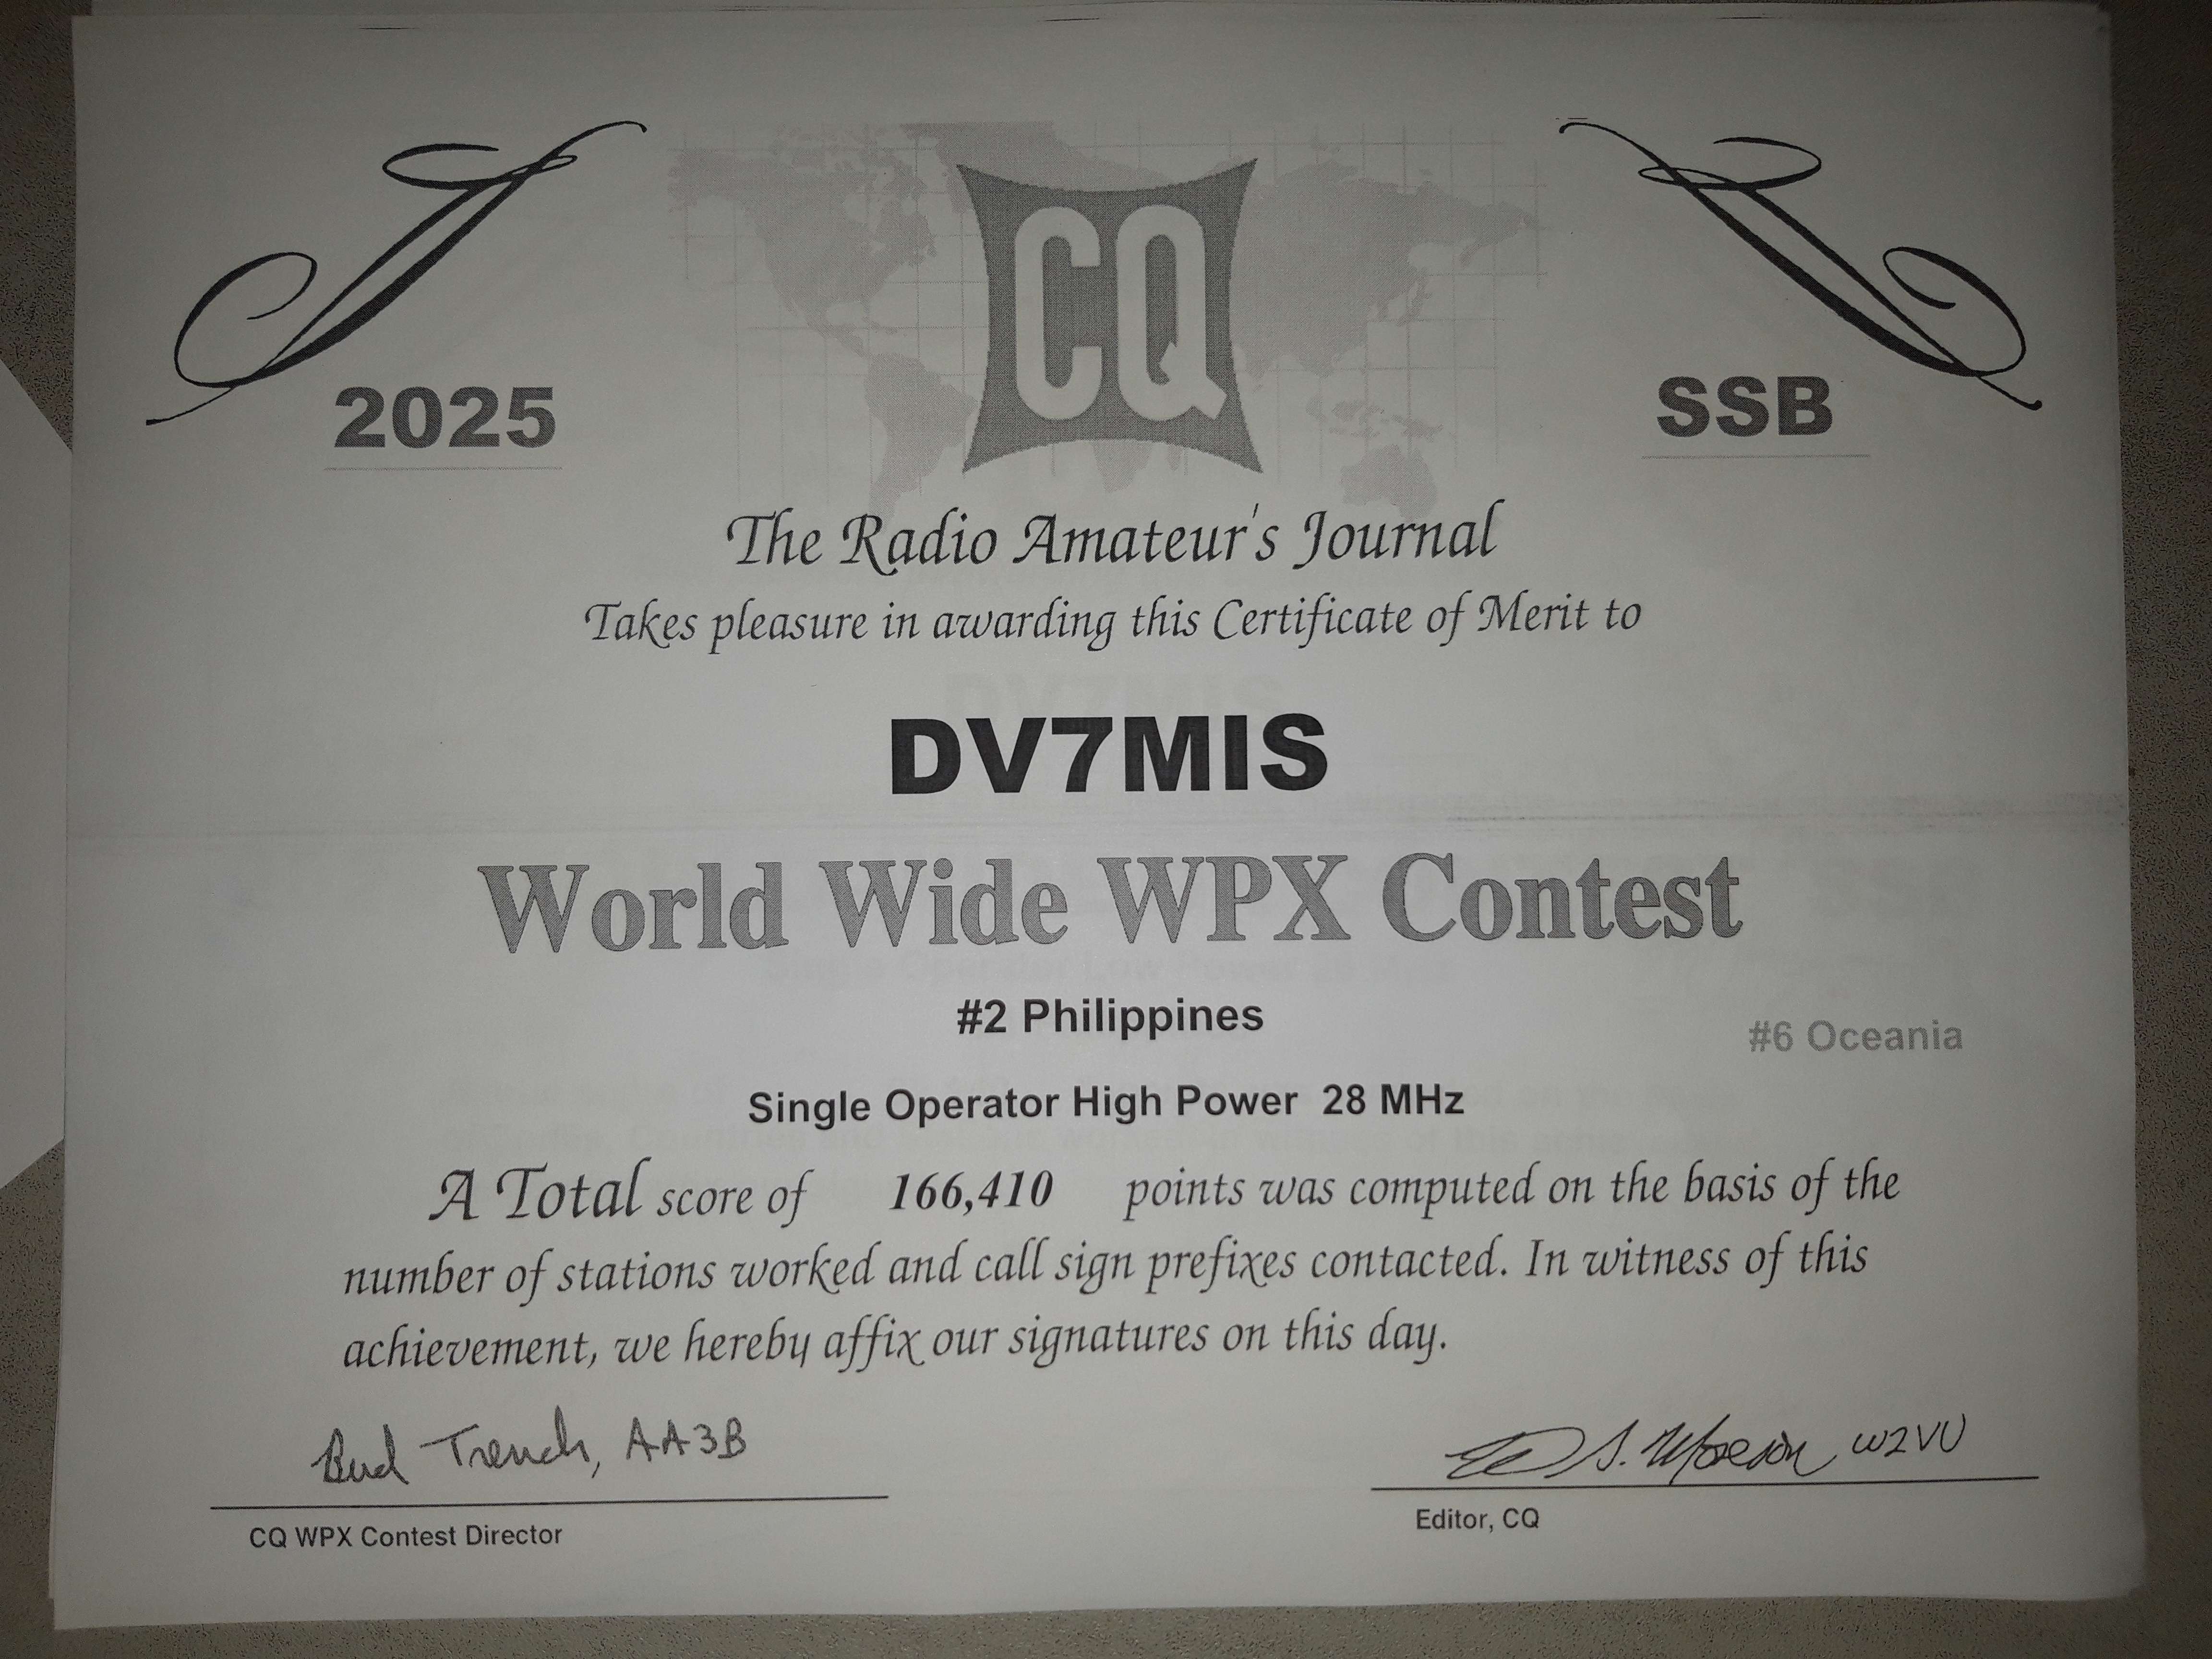 CQ
2025
SSB
The Radio Amateur's Journal
Takes pleasure in awarding this Certificate of Merit to
DV7MIS
World Wide WPX Contest
#2 Philippines
#6 Oceania
Single Operator High Power 28 MHz
A Total score of 166,410 points was computed on the basis of the
number of stations worked and call sign prefixes contacted. In witness of this
achievement, we hereby affix our signatures on this day.
Bud Trench, AA3B
S. Moseson W2VU
CQ WPX Contest Director
Editor, CQ